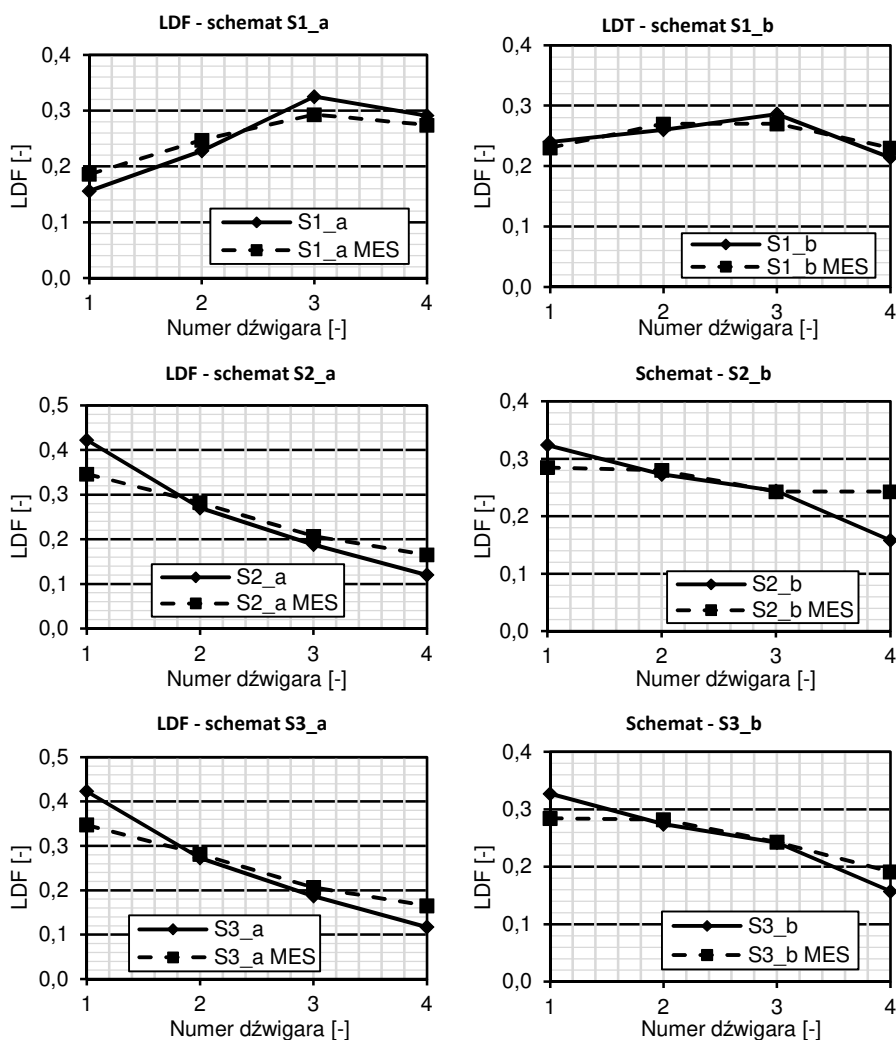 LDF - schemat S1_a
LDF [-]
0,4
0,3
0,2
0,1
0,0
S1_a
S1_a MES
1 2 3 4
Numer dźwigara [-]
LDT - schemat S1_b
LDF [-]
0,4
0,3
0,2
0,1
0,0
S1_b
S1_b MES
1 2 3 4
Numer dźwigara [-]
LDF - schemat S2_a
LDF [-]
0,5
0,4
0,3
0,2
0,1
0,0
S2_a
S2_a MES
1 2 3 4
Numer dźwigara [-]
Schemat - S2_b
LDF [-]
0,4
0,3
0,2
0,1
0,0
S2_b
S2_b MES
1 2 3 4
Numer dźwigara [-]
LDF - schemat S3_a
LDF [-]
0,5
0,4
0,3
0,2
0,1
0,0
S3_a
S3_a MES
1 2 3 4
Numer dźwigara [-]
Schemat - S3_b
LDF [-]
0,4
0,3
0,2
0,1
0,0
S3_b
S3_b MES
1 2 3 4
Numer dźwigara [-]